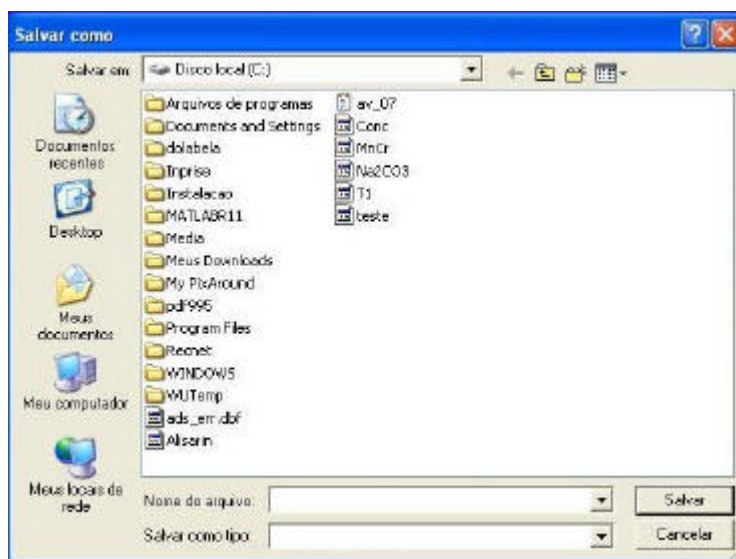 Salvar como
Salvar em:
Disco local (C:)
Documentos
recentes
Desktop
Meus
documentos
Meu computador
Meus locais de
rede
Arquivos de programas
Documents and Settings
dolabela
Inprise
Instalacao
MATLABR11
Media
Meus Downloads
My PixAround
pdf995
Program Files
Recnet
WINDOWS
WUTemp
ads_err.dbf
Alisarin
av_07
Conc
MnCr
Na2CO3
T1
teste
Nome do arquivo:
Salvar
Salvar como tipo:
Cancelar